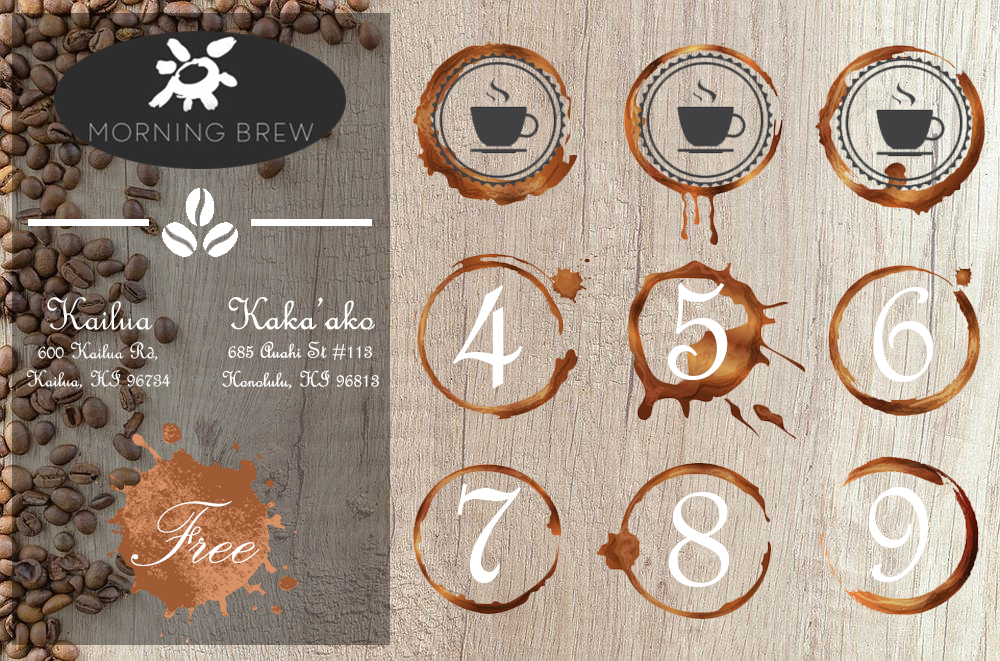 MORNING BREW
Kailua
600 Kailua Rd,
Kailua, HI 96734
Kaka'ako
685 Auahi St #113
Honolulu, HI 96813
Free
4 5 6
7 8 9